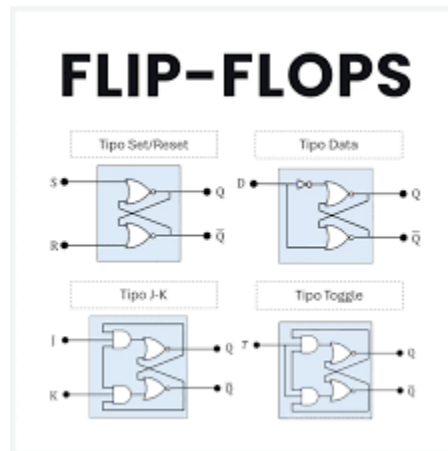 FLIP-FLOPS
Tipo Set/Reset
Tipo Data
S
Q
R
Q̅
D
Q
Q̅
Tipo J-K
Tipo Toggle
J
Q
K
Q̅
T
Q
Q̅